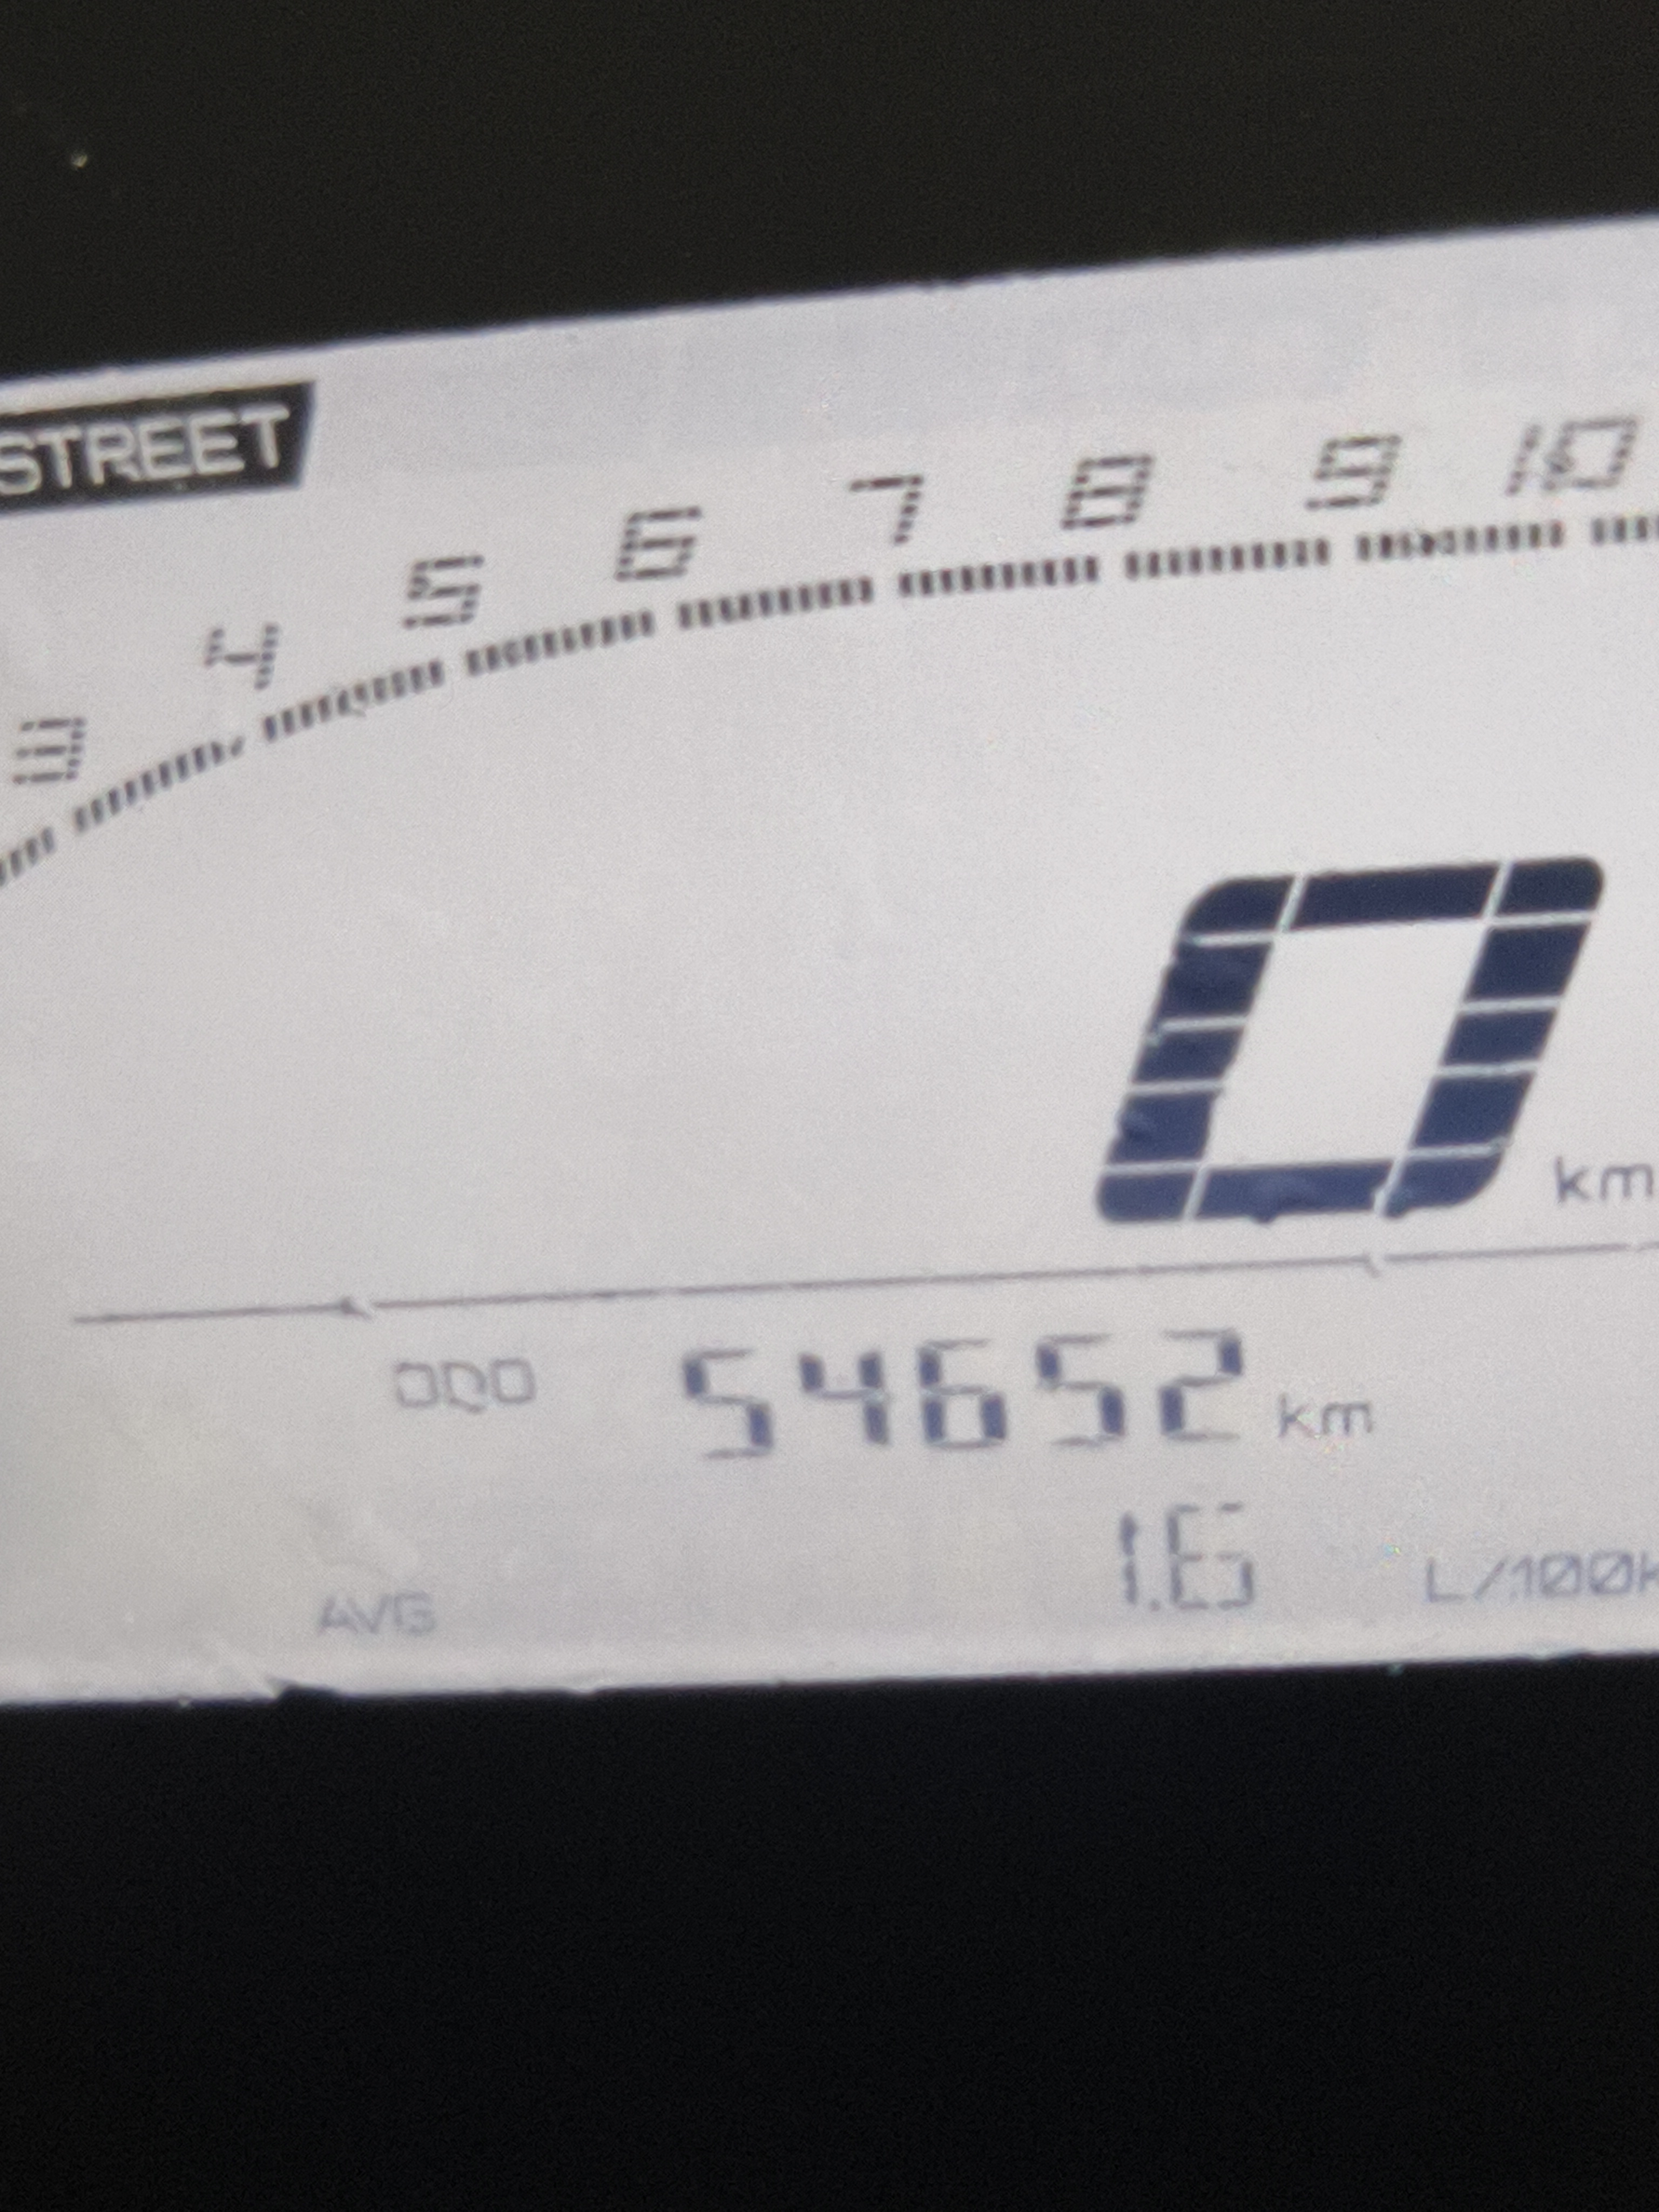 STREET
3 4 5 6 7 8 9 10
0 km
ODO 54652 km
AVG 1.6 L/100k